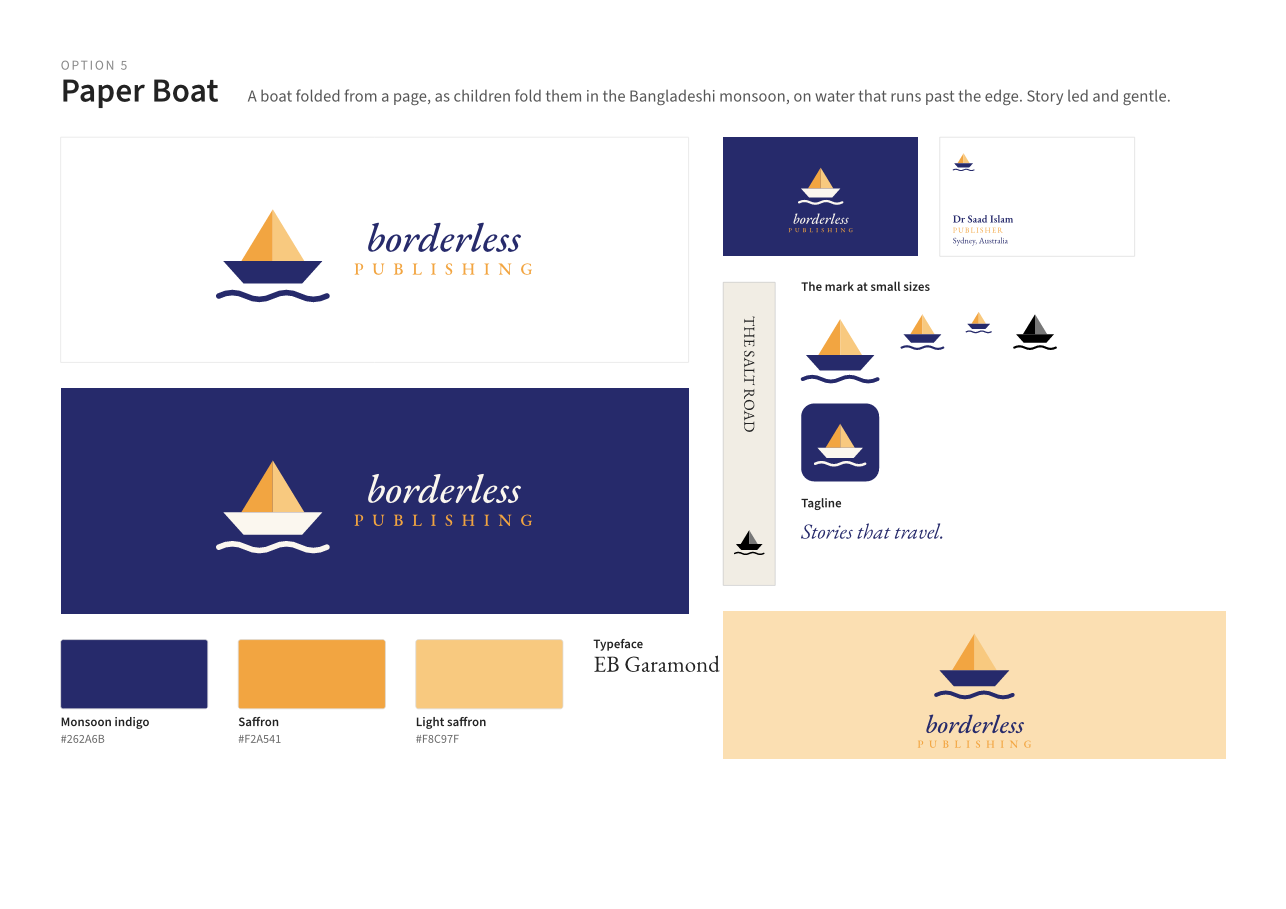 OPTION 5
Paper Boat
A boat folded from a page, as children fold them in the Bangladeshi monsoon, on water that runs past the edge. Story led and gentle.
borderless
PUBLISHING
borderless
PUBLISHING
Monsoon indigo
#262A6B
Saffron
#F2A541
Light saffron
#F8C97F
Typeface
EB Garamond
borderless
PUBLISHING
Dr Saad Islam
PUBLISHER
Sydney, Australia
THE SALT ROAD
The mark at small sizes
Tagline
Stories that travel.
borderless
PUBLISHING